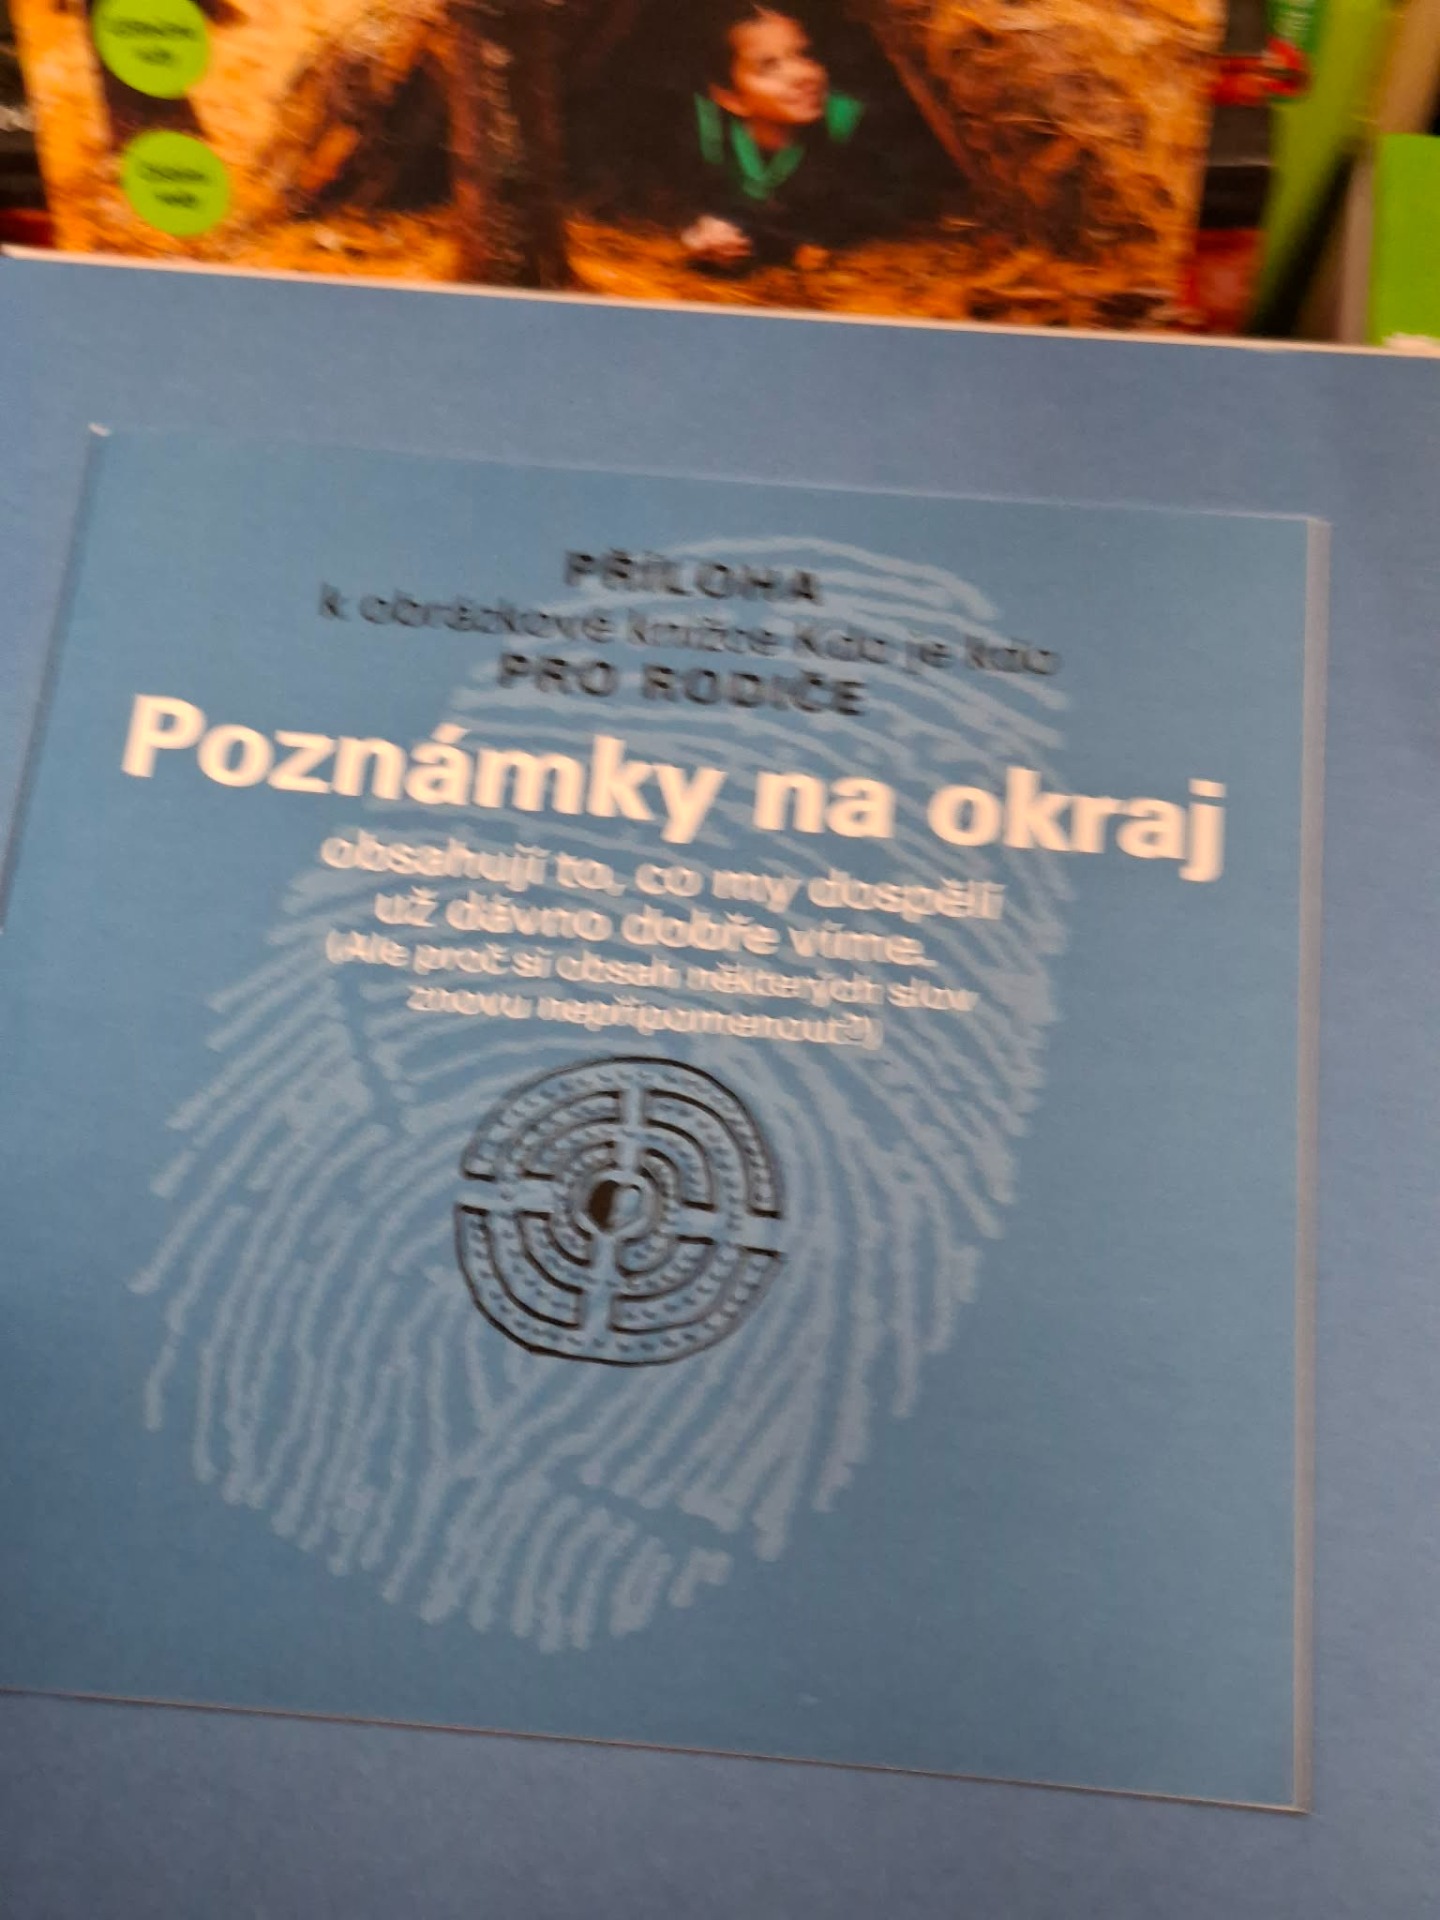 PŘÍLOHA
k obrázkové knížce Kdo je kdo
PRO RODIČE
Poznámky na okraj
obsahují to, co my dospělí
už dávno dobře víme.
(Ale proč si obsah některých slov
znovu nepřipomenout?)